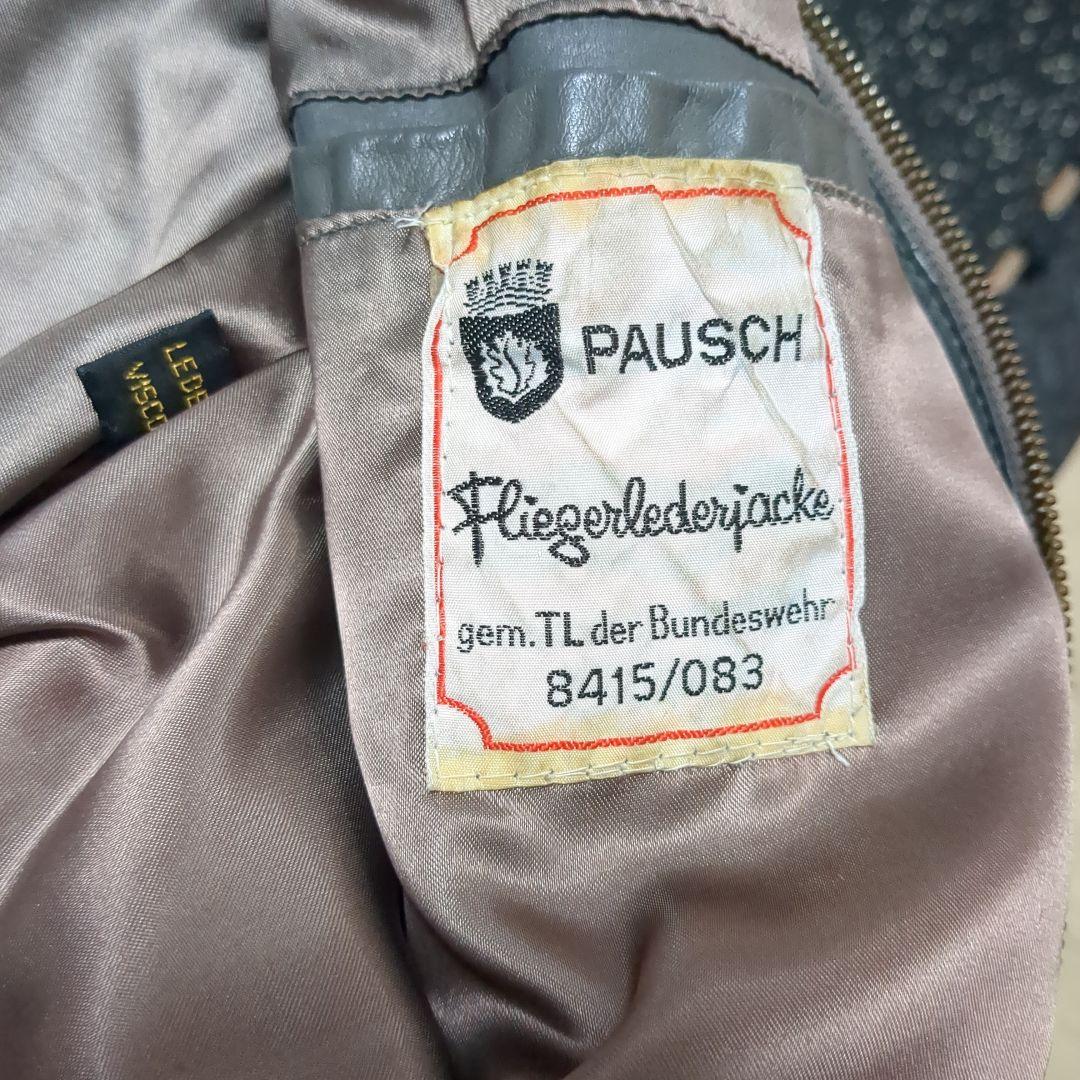 PAUSCH
Fliegerlederjacke
gem. TL der Bundeswehr
8415/083